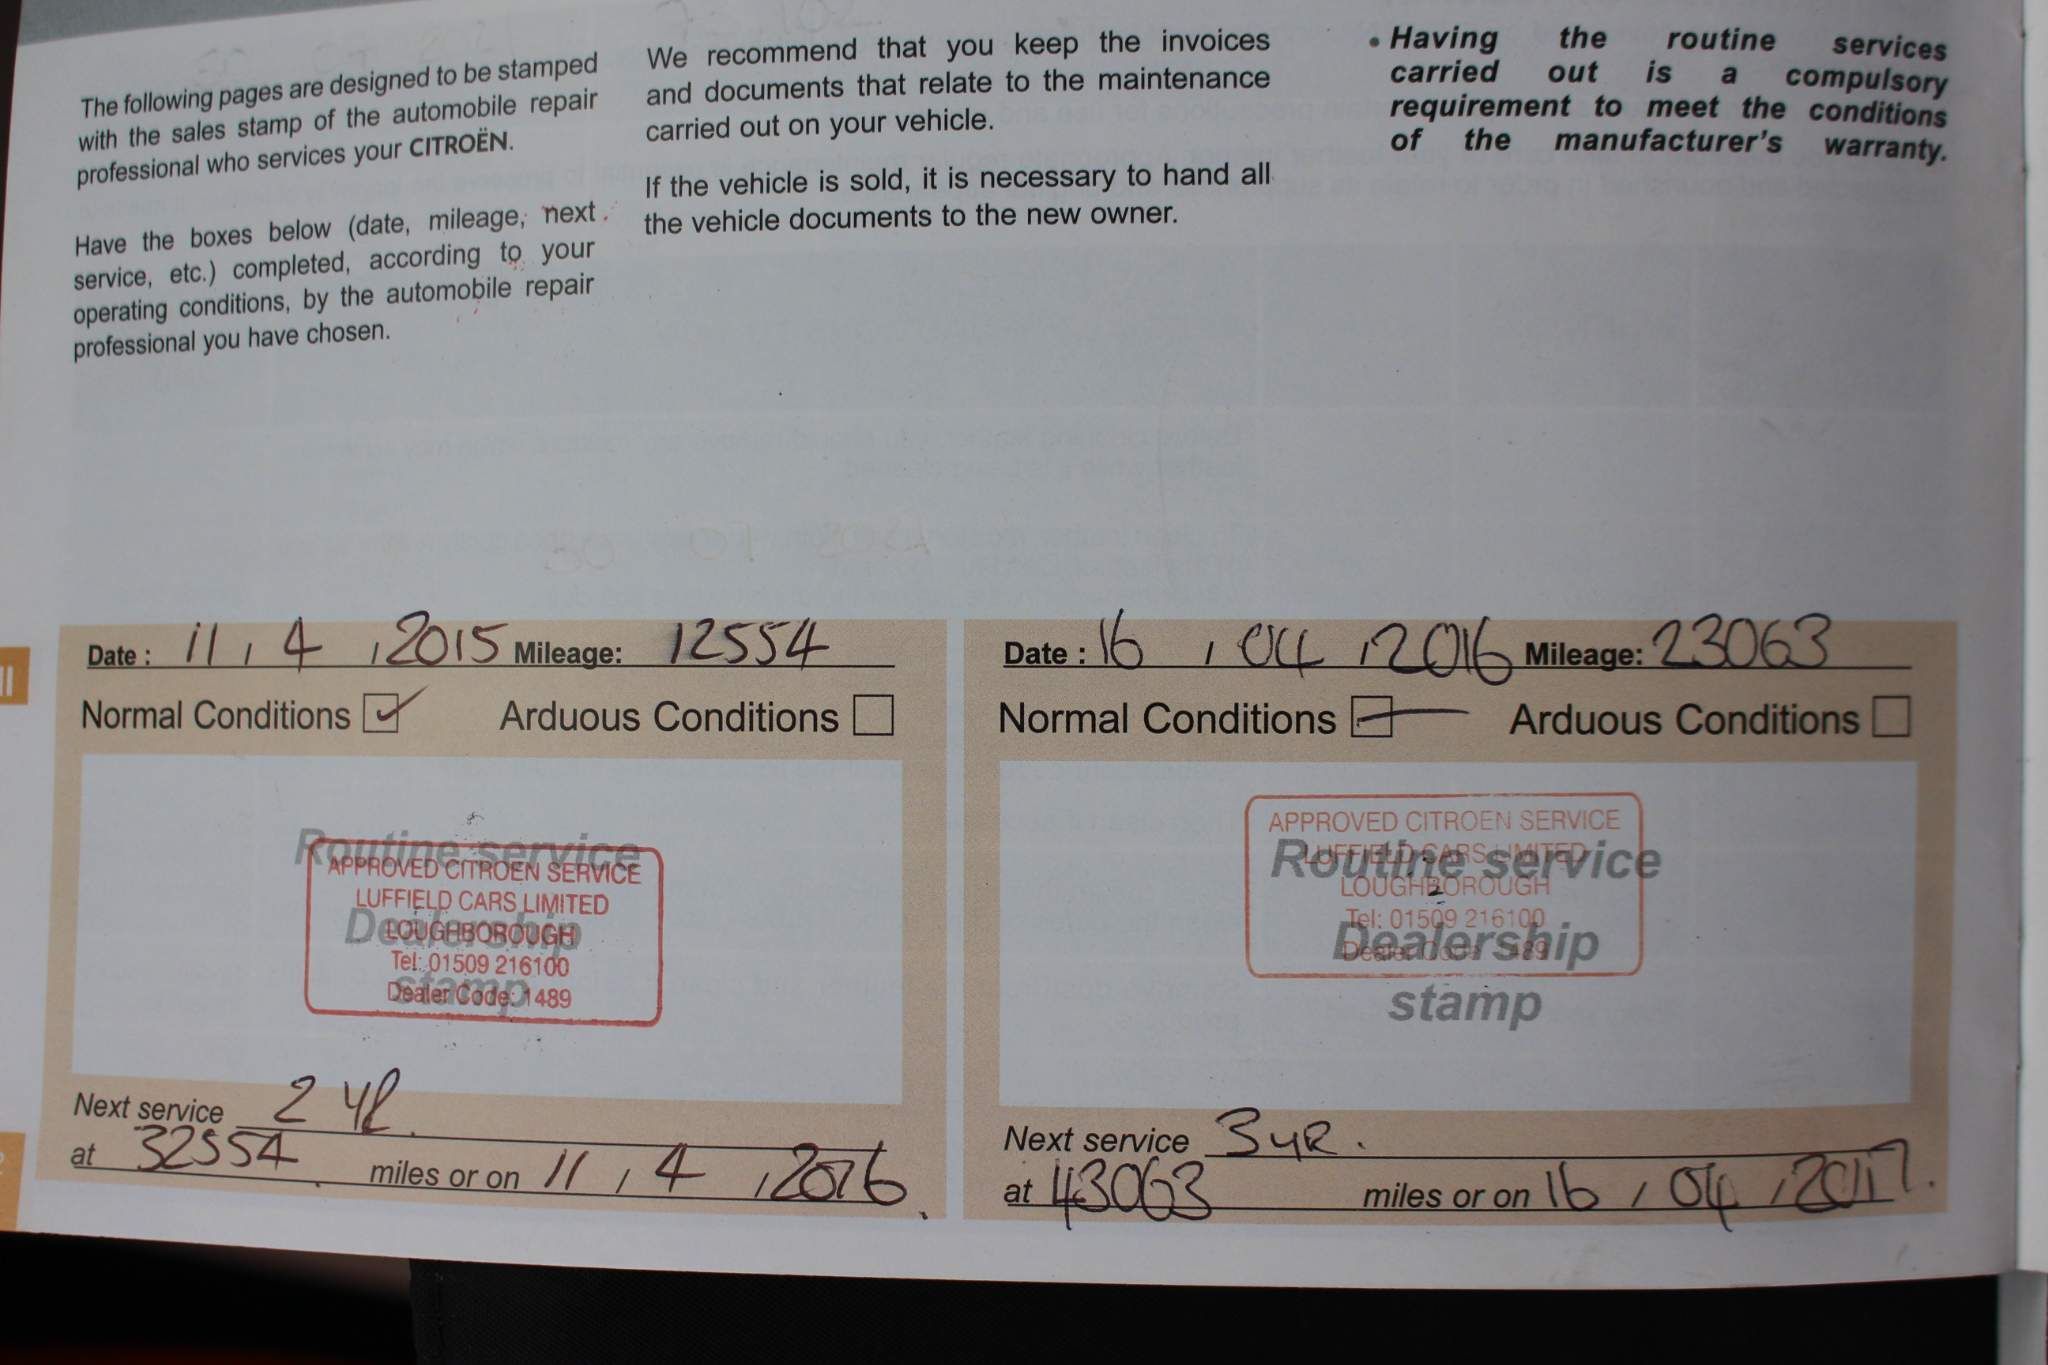 The following pages are designed to be stamped
with the sales stamp of the automobile repair
professional who services your CITROËN.
Have the boxes below (date, mileage, next
service, etc.) completed, according to your
operating conditions, by the automobile repair
professional you have chosen.
We recommend that you keep the invoices
and documents that relate to the maintenance
carried out on your vehicle.
If the vehicle is sold, it is necessary to hand all
the vehicle documents to the new owner.
• Having the routine services
carried out is a compulsory
requirement to meet the conditions
of the manufacturer's warranty.
Date : 11 / 4 / 2015 Mileage: 12554
Normal Conditions Arduous Conditions
Routine service
Dealership
stamp
APPROVED CITROEN SERVICE
LUFFIELD CARS LIMITED
LOUGHBOROUGH
Tel: 01509 216100
Dealer Code: 1489
Next service 2 YR.
at 32554 miles or on 11 / 4 / 2016
Date : 16 / 04 / 2016 Mileage: 23063
Normal Conditions Arduous Conditions
Routine service
Dealership
stamp
APPROVED CITROEN SERVICE
LUFFIELD CARS LIMITED
LOUGHBOROUGH
Tel: 01509 216100
Dealer Code 1489
Next service 3 YR.
at 43063 miles or on 16 / 04 / 2017.